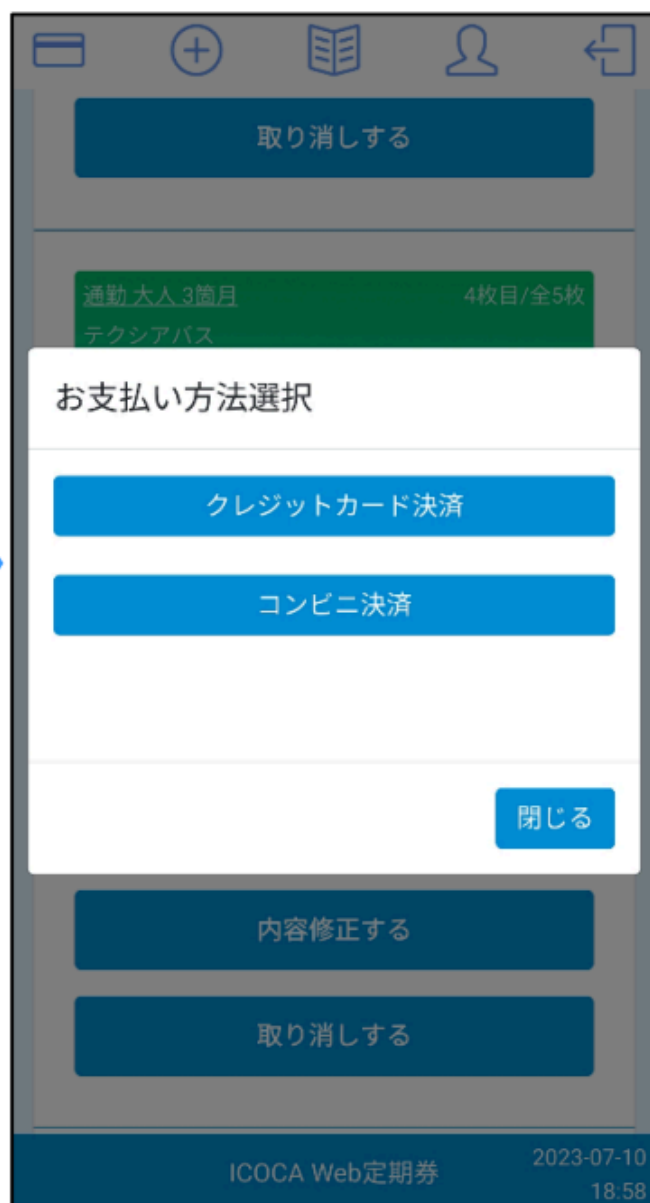 取り消しする
通勤 大人 3箇月
4枚目/全5枚
テクシアバス
お支払い方法選択
クレジットカード決済
コンビニ決済
閉じる
内容修正する
取り消しする
ICOCA Web定期券
2023-07-10
18:58